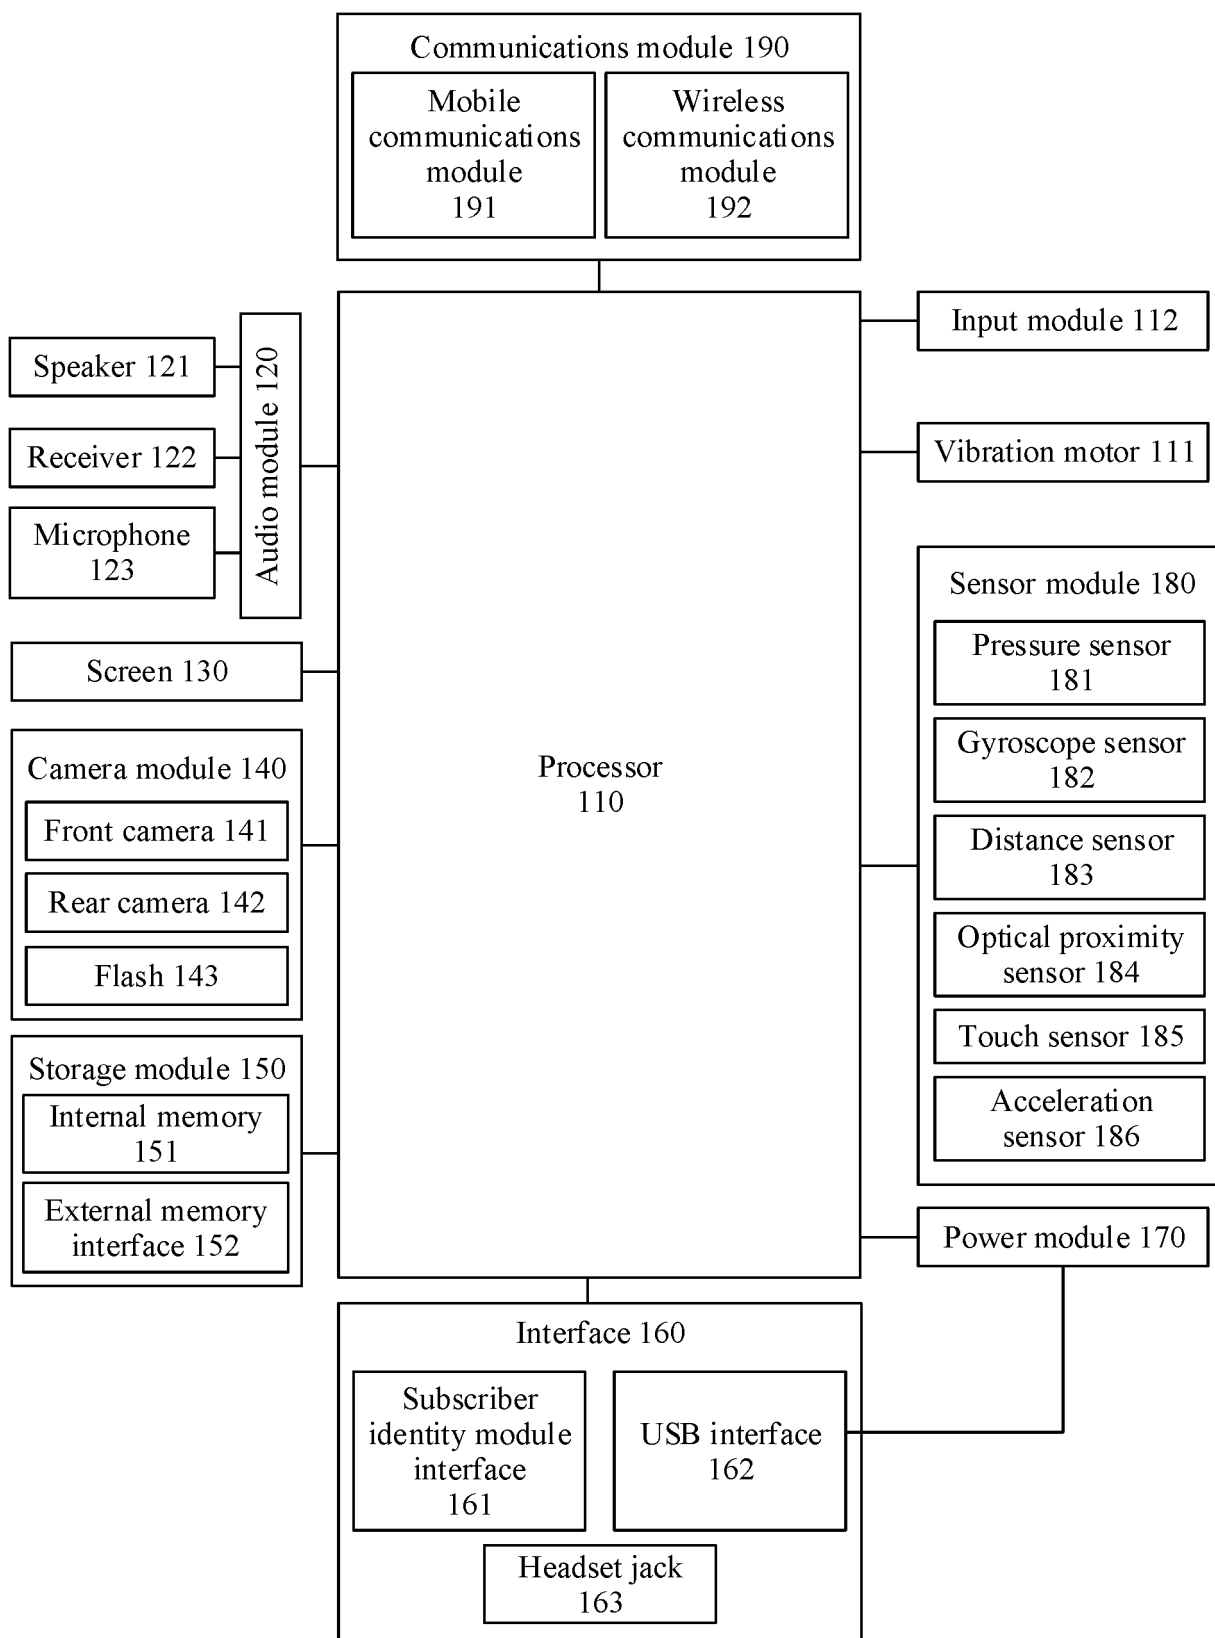 Communications module 190
Mobile
communications
module
191
Wireless
communications
module
192
Input module 112
Speaker 121
Receiver 122
Microphone
123
Audio module 120
Vibration motor 111
Screen 130
Camera module 140
Front camera 141
Rear camera 142
Flash 143
Storage module 150
Internal memory
151
External memory
interface 152
Processor
110
Sensor module 180
Pressure sensor
181
Gyroscope sensor
182
Distance sensor
183
Optical proximity
sensor 184
Touch sensor 185
Acceleration
sensor 186
Power module 170
Interface 160
Subscriber
identity module
interface
161
USB interface
162
Headset jack
163